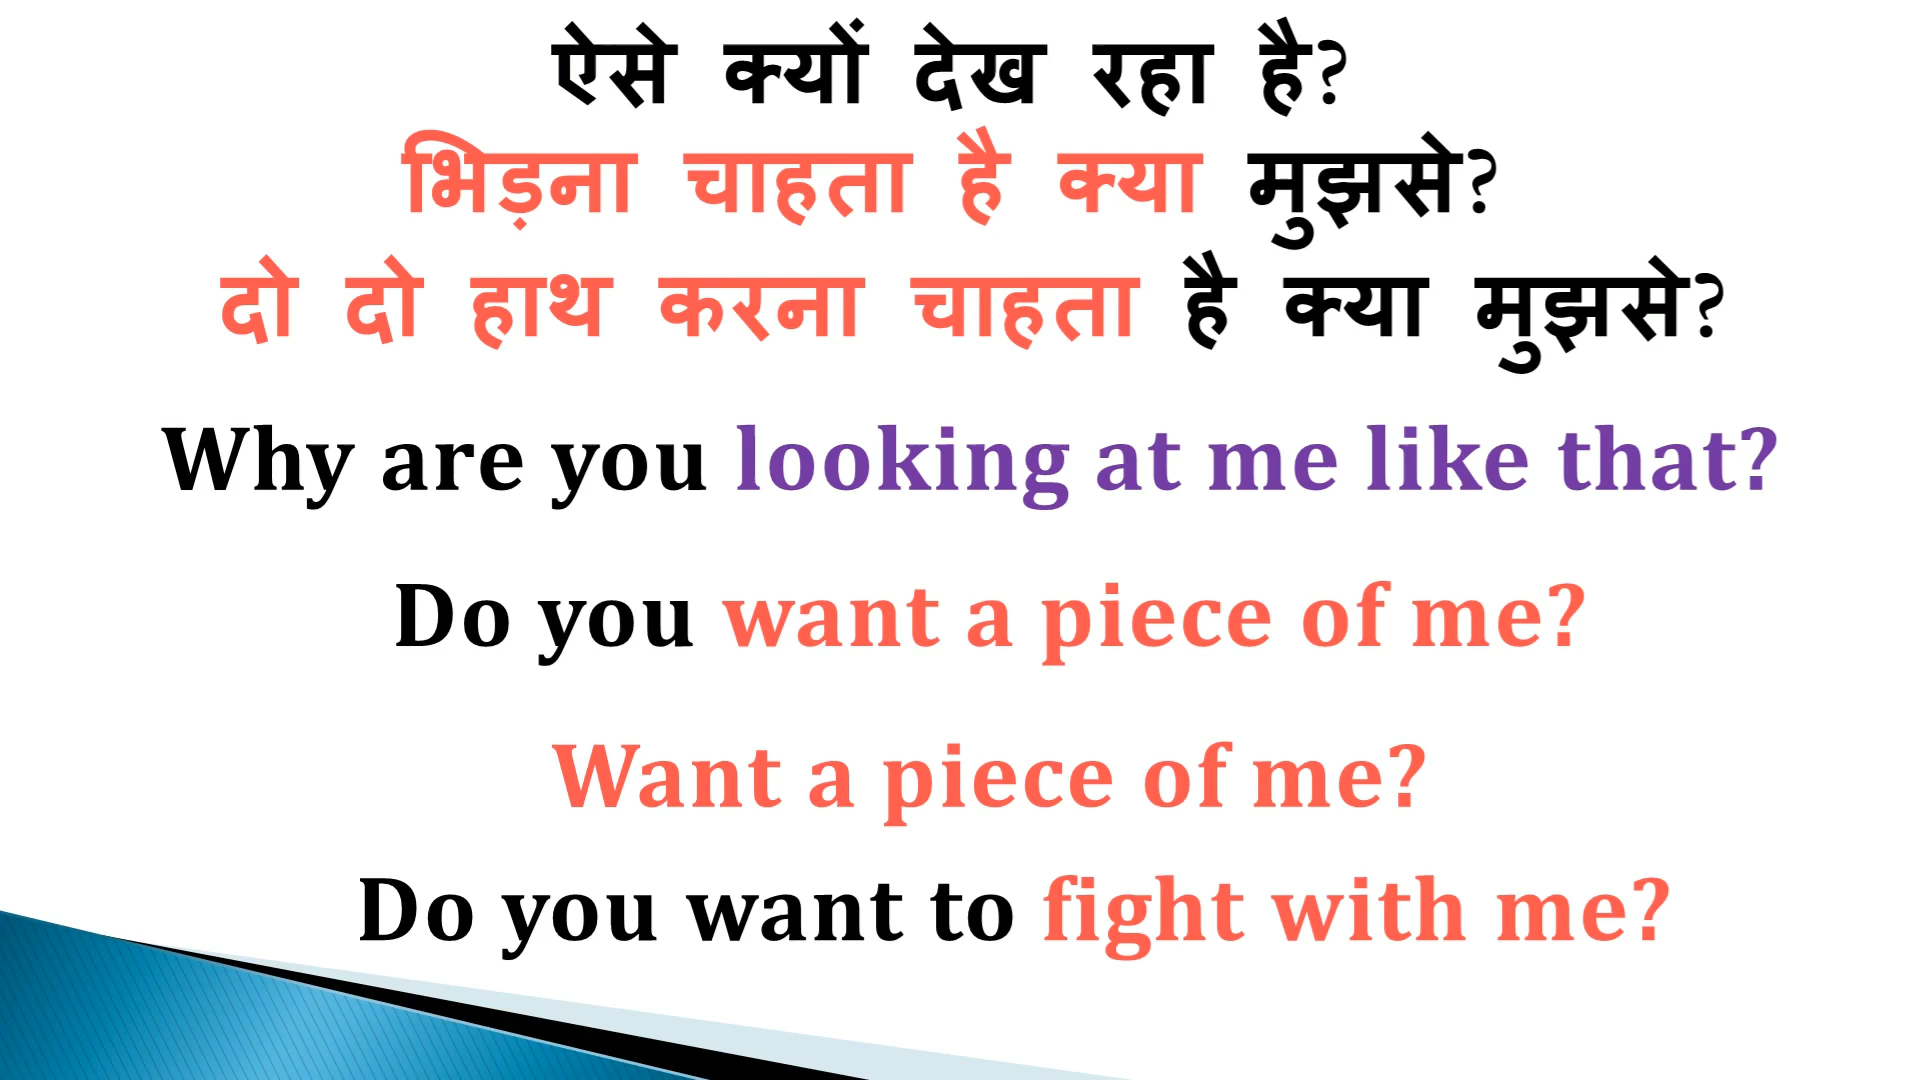 ऐसे क्यों देख रहा है?
भिड़ना चाहता है क्या मुझसे?
दो दो हाथ करना चाहता है क्या मुझसे?
Why are you looking at me like that?
Do you want a piece of me?
Want a piece of me?
Do you want to fight with me?